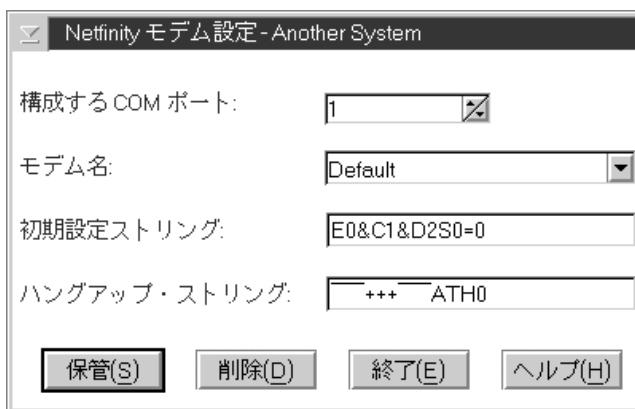 Netfinity モデム設定 - Another System
構成する COM ポート: 1
モデム名: Default
初期設定ストリング: E0&C1&D2S0=0
ハングアップ・ストリング: ‾‾+++‾‾ATH0
保管(S) 削除(D) 終了(E) ヘルプ(H)